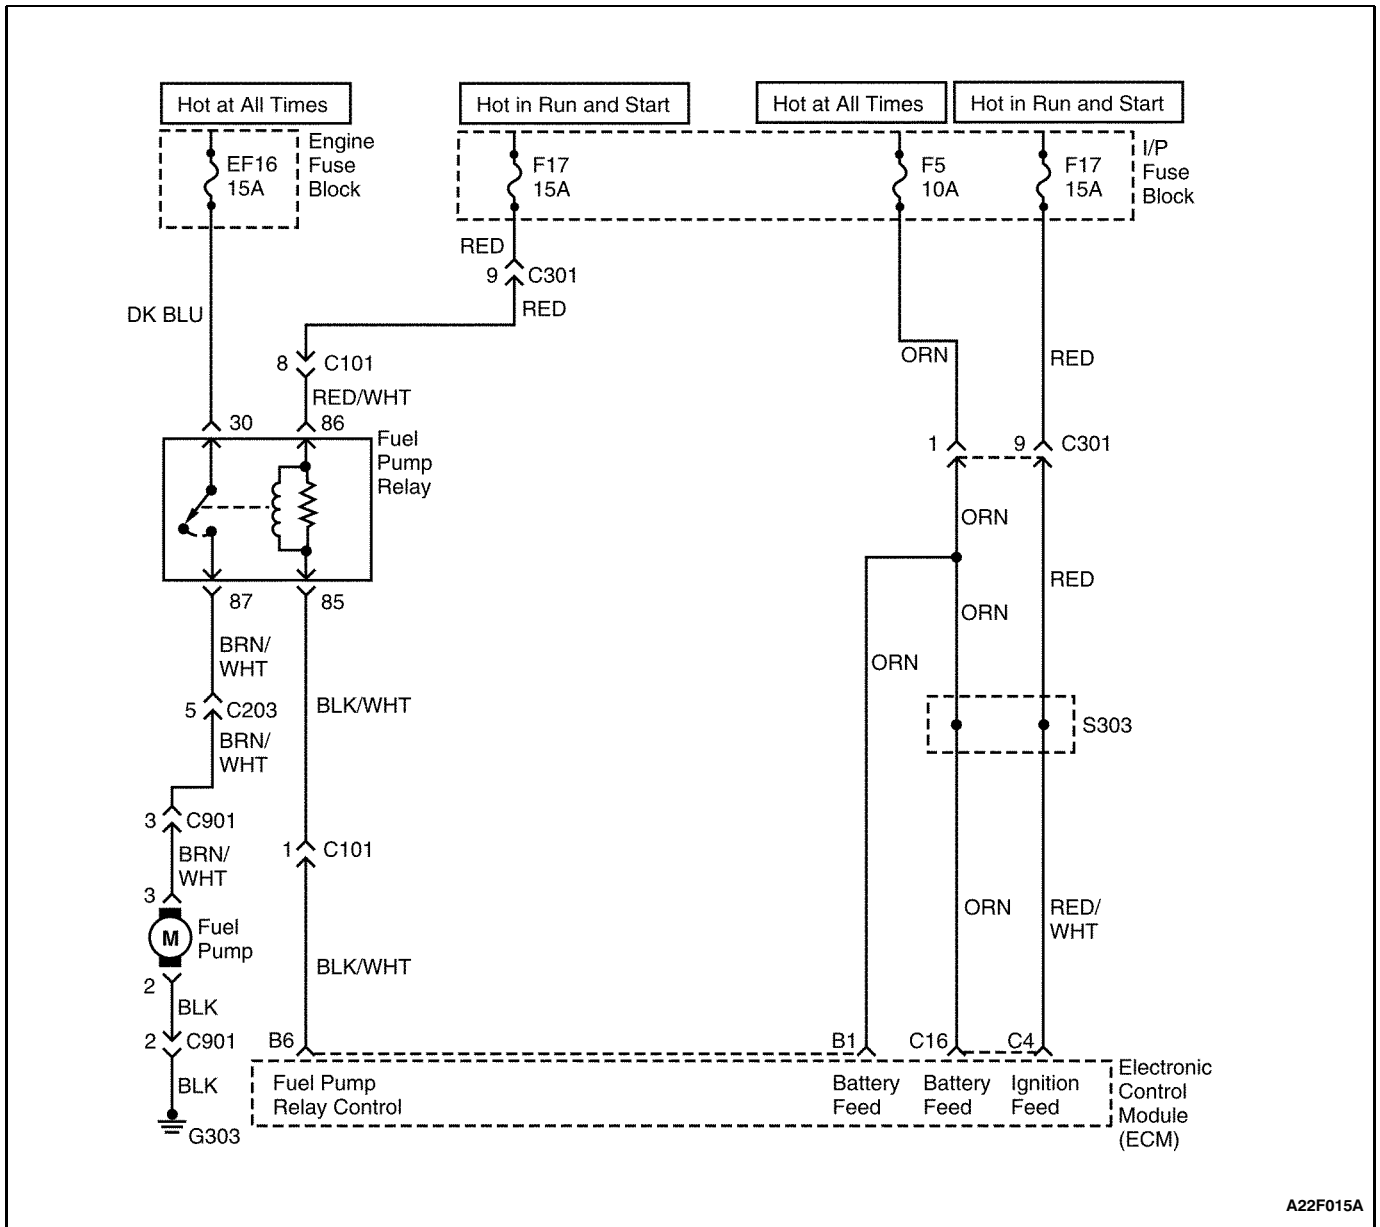 Hot at All Times
Hot in Run and Start
Hot at All Times
Hot in Run and Start
Engine
Fuse
Block
EF16
15A
F17
15A
F5
10A
F17
15A
I/P
Fuse
Block
RED
9
C301
RED
DK BLU
8
C101
RED/WHT
ORN
RED
30
86
Fuel
Pump
Relay
1
9
C301
ORN
RED
87
85
ORN
BRN/
WHT
ORN
5
C203
BLK/WHT
S303
BRN/
WHT
3
C901
1
C101
BRN/
WHT
3
M
Fuel
Pump
ORN
RED/
WHT
BLK/WHT
2
BLK
2
C901
B6
B1
C16
C4
BLK
G303
Fuel Pump
Relay Control
Battery
Feed
Battery
Feed
Ignition
Feed
Electronic
Control
Module
(ECM)
A22F015A